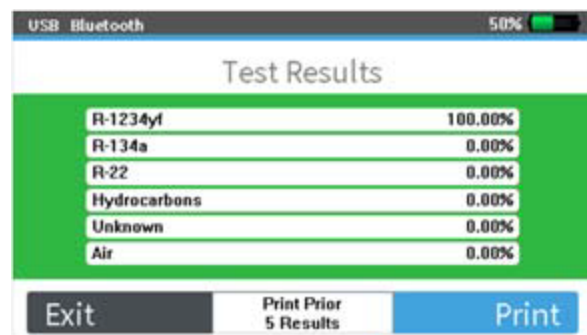 USB Bluetooth 50%
Test Results
R-1234yf 100.00%
R-134a 0.00%
R-22 0.00%
Hydrocarbons 0.00%
Unknown 0.00%
Air 0.00%
Exit
Print Prior
5 Results
Print